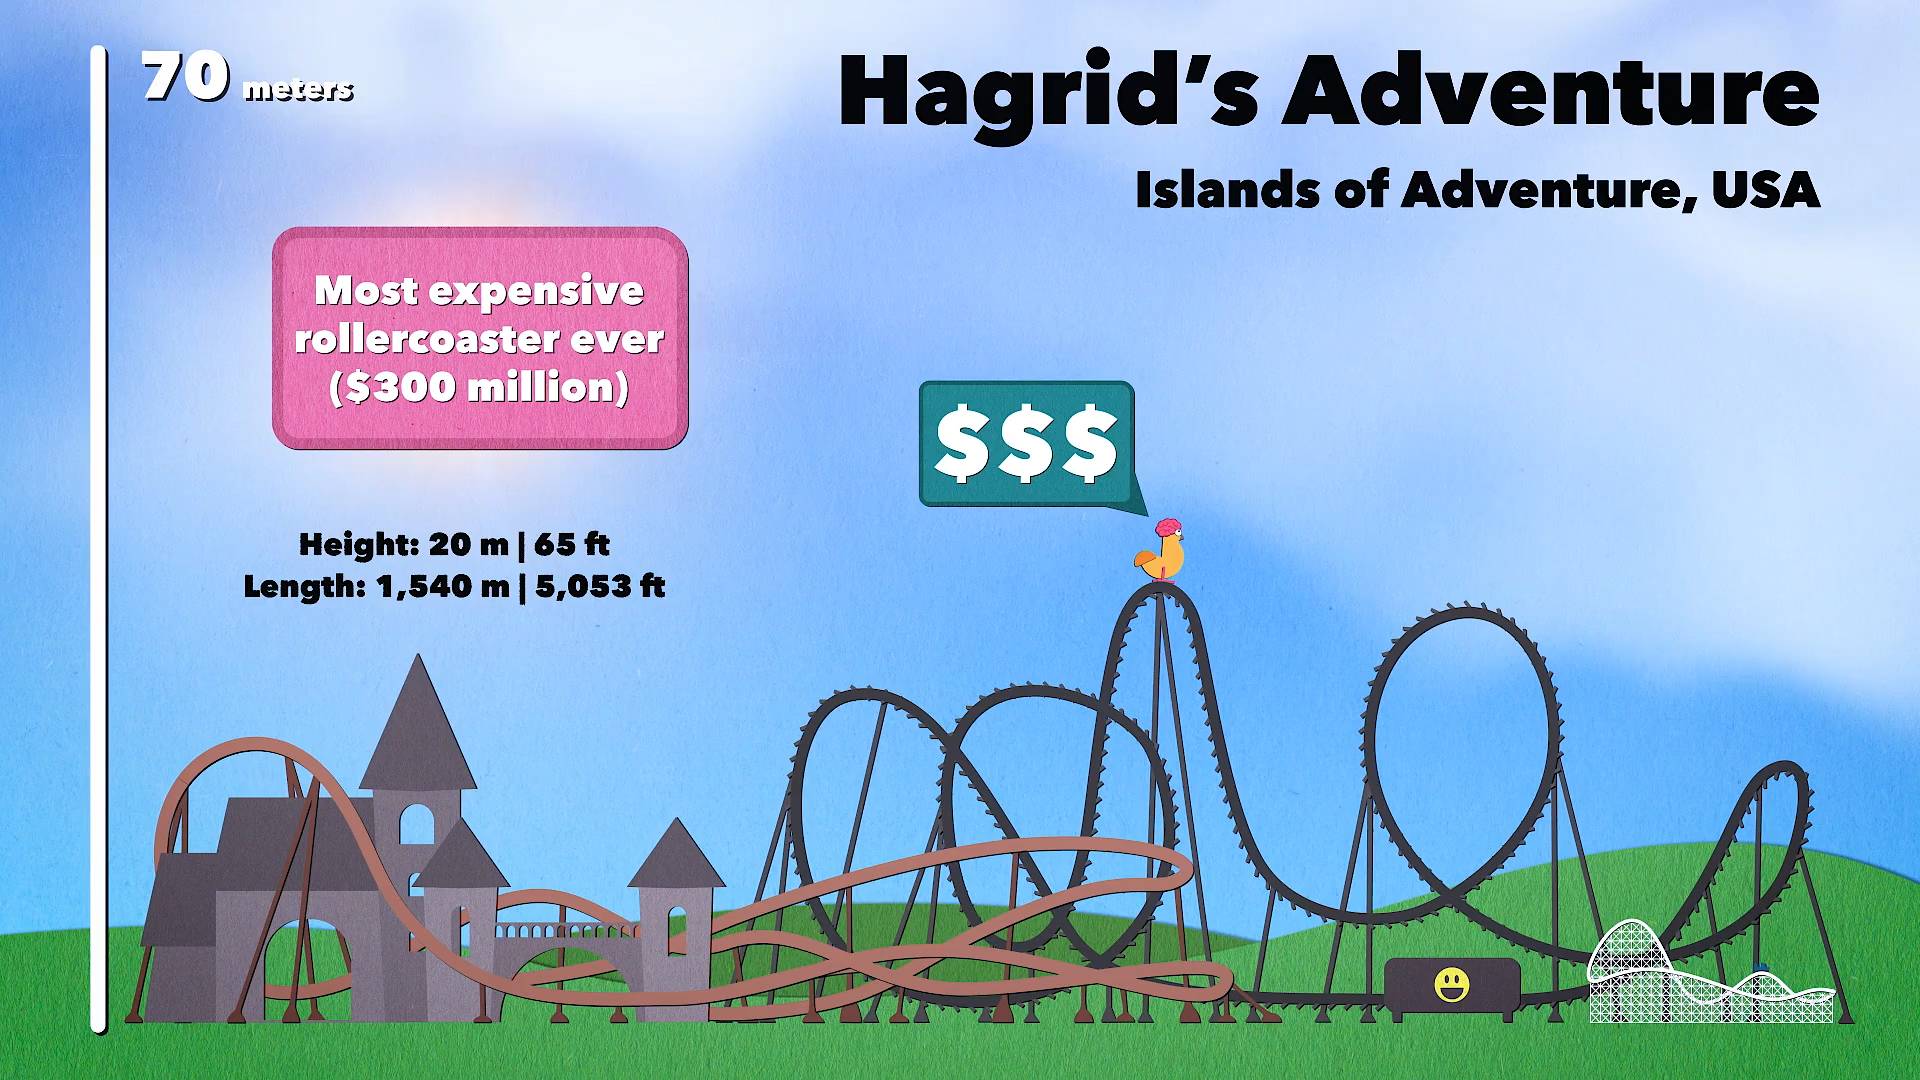 70 meters
Hagrid's Adventure
Islands of Adventure, USA
Most expensive
rollercoaster ever
($300 million)
$$$
Height: 20 m | 65 ft
Length: 1,540 m | 5,053 ft